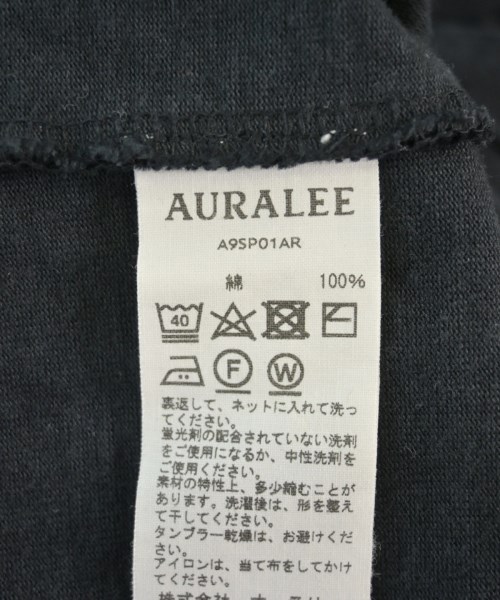 AURALEE
A9SP01AR
綿 100%
40
F W
裏返して、ネットに入れて洗っ
てください。
蛍光剤の配合されていない洗剤
をご使用になるか、中性洗剤を
ご使用ください。
素材の特性上、多少縮むことが
あります。洗濯後は、形を整え
て干してください。
タンブラー乾燥は、お避けくだ
さい。
アイロンは、当て布をしてかけ
てください。